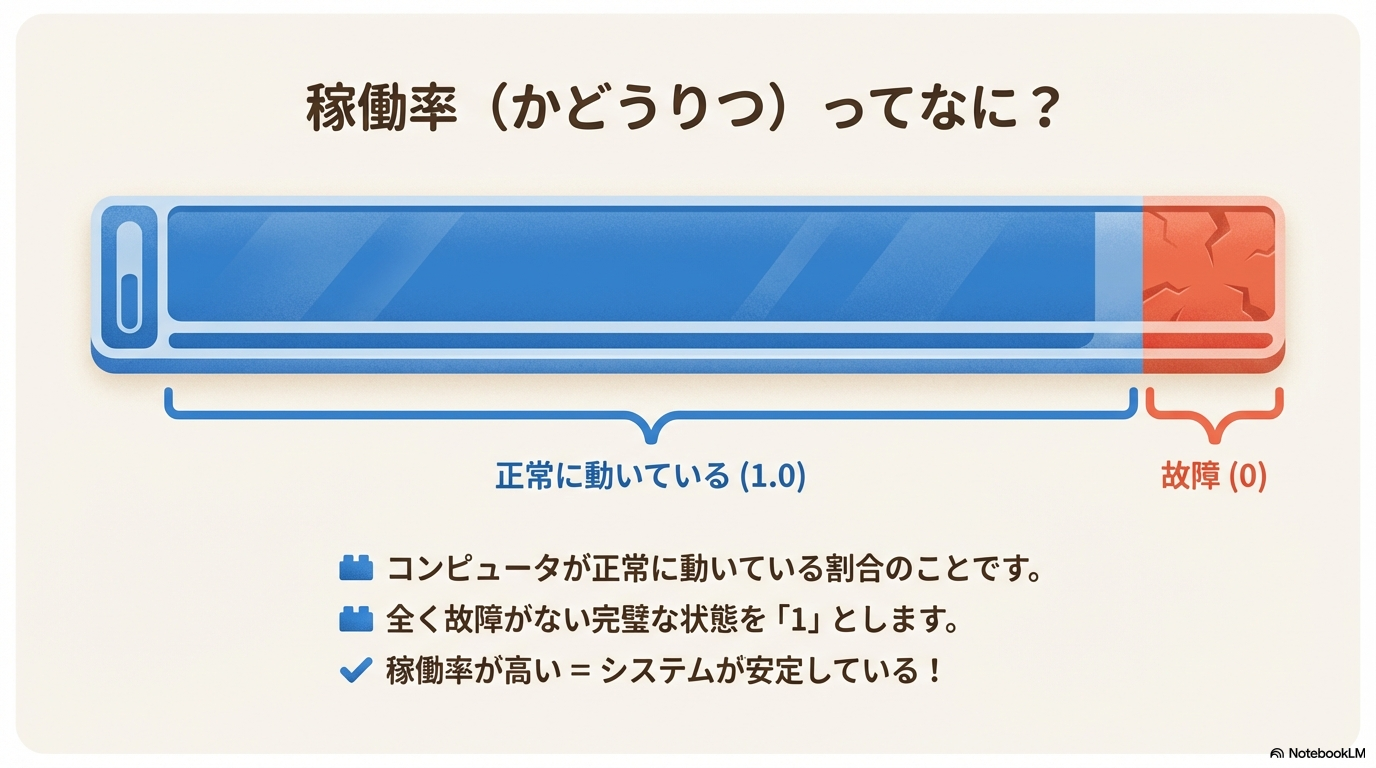 稼働率（かどうりつ）ってなに？
正常に動いている (1.0)
故障 (0)
コンピュータが正常に動いている割合のことです。
全く故障がない完璧な状態を「1」とします。
稼働率が高い = システムが安定している！
NotebookLM